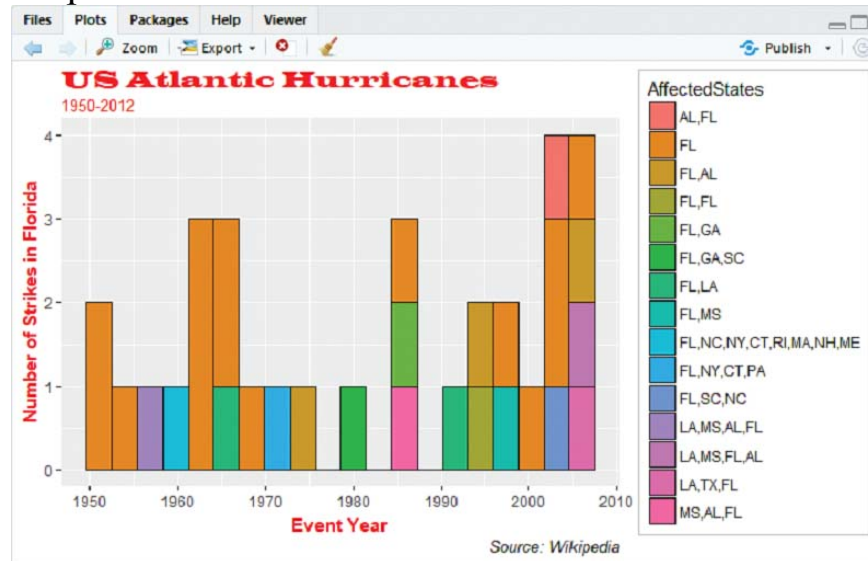 Files Plots Packages Help Viewer
Zoom Export Publish
US Atlantic Hurricanes
1950-2012
Number of Strikes in Florida
4
3
2
1
0
1950 1960 1970 1980 1990 2000 2010
Event Year
Source: Wikipedia
AffectedStates
AL,FL
FL
FL,AL
FL,FL
FL,GA
FL,GA,SC
FL,LA
FL,MS
FL,NC,NY,CT,RI,MA,NH,ME
FL,NY,CT,PA
FL,SC,NC
LA,MS,AL,FL
LA,MS,FL,AL
LA,TX,FL
MS,AL,FL